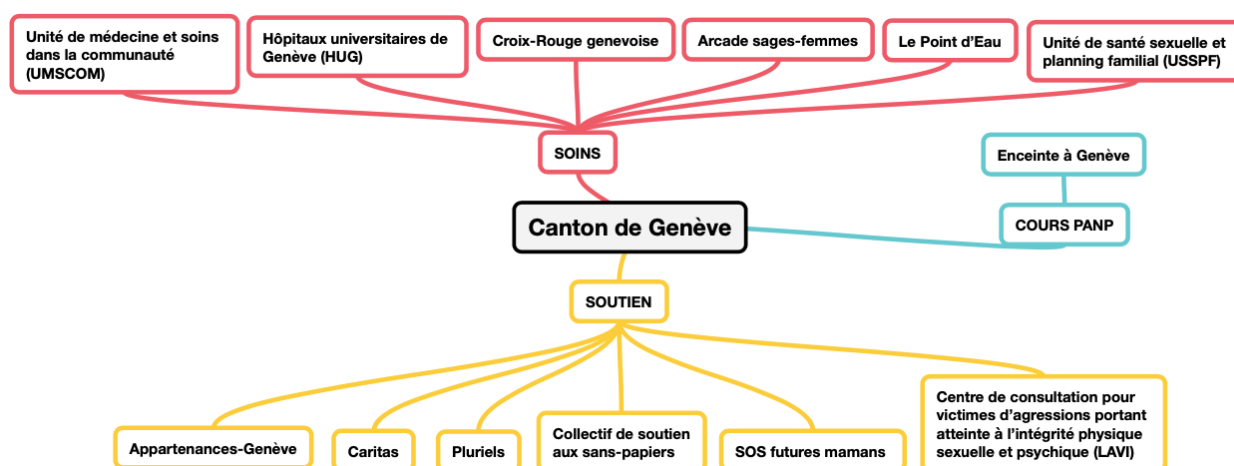 Unité de médecine et soins
dans la communauté
(UMSCOM)
Hôpitaux universitaires de
Genève (HUG)
Croix-Rouge genevoise
Arcade sages-femmes
Le Point d’Eau
Unité de santé sexuelle et
planning familial (USSPF)
SOINS
Enceinte à Genève
Canton de Genève
COURS PANP
SOUTIEN
Appartenances-Genève
Caritas
Pluriels
Collectif de soutien
aux sans-papiers
SOS futures mamans
Centre de consultation pour
victimes d’agressions portant
atteinte à l’intégrité physique
sexuelle et psychique (LAVI)